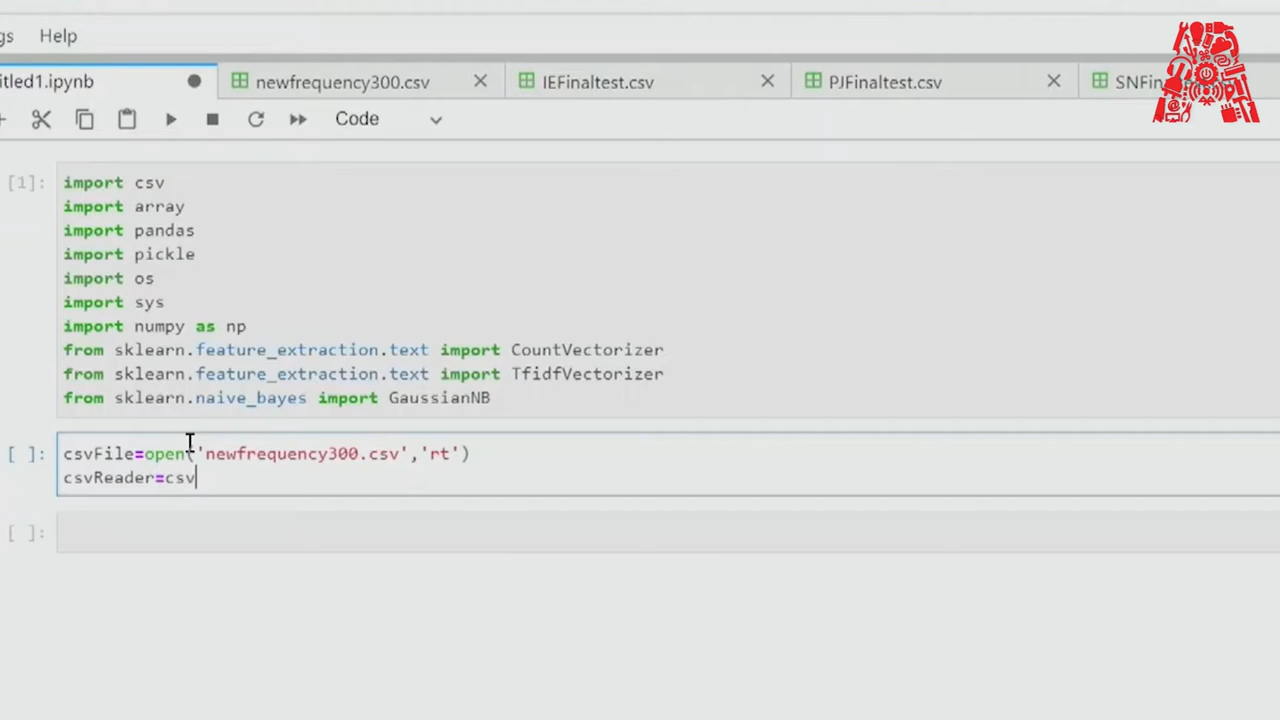 gs Help
itled1.ipynb newfrequency300.csv IEFinaltest.csv PJFinaltest.csv
Code
[1]:
import csv
import array
import pandas
import pickle
import os
import sys
import numpy as np
from sklearn.feature_extraction.text import CountVectorizer
from sklearn.feature_extraction.text import TfidfVectorizer
from sklearn.naive_bayes import GaussianNB
[ ]:
csvFile=open('newfrequency300.csv','rt')
csvReader=csv
[ ]: